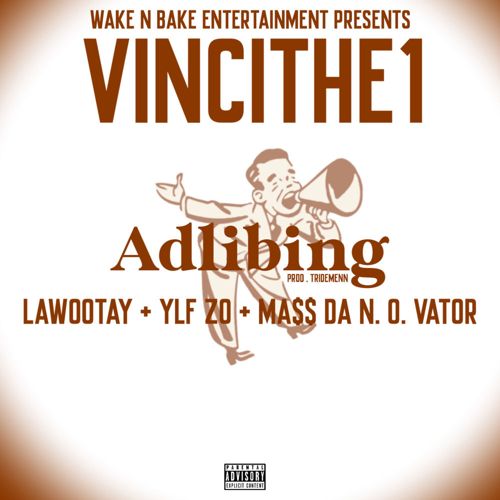 WAKE N BAKE ENTERTAINMENT PRESENTS
VINCITHE1
Adlibing
PROD . TRIDEMENN
LAWOOTAY + YLF ZO + MA$$ DA N. O. VATOR
PARENTAL
ADVISORY
EXPLICIT CONTENT